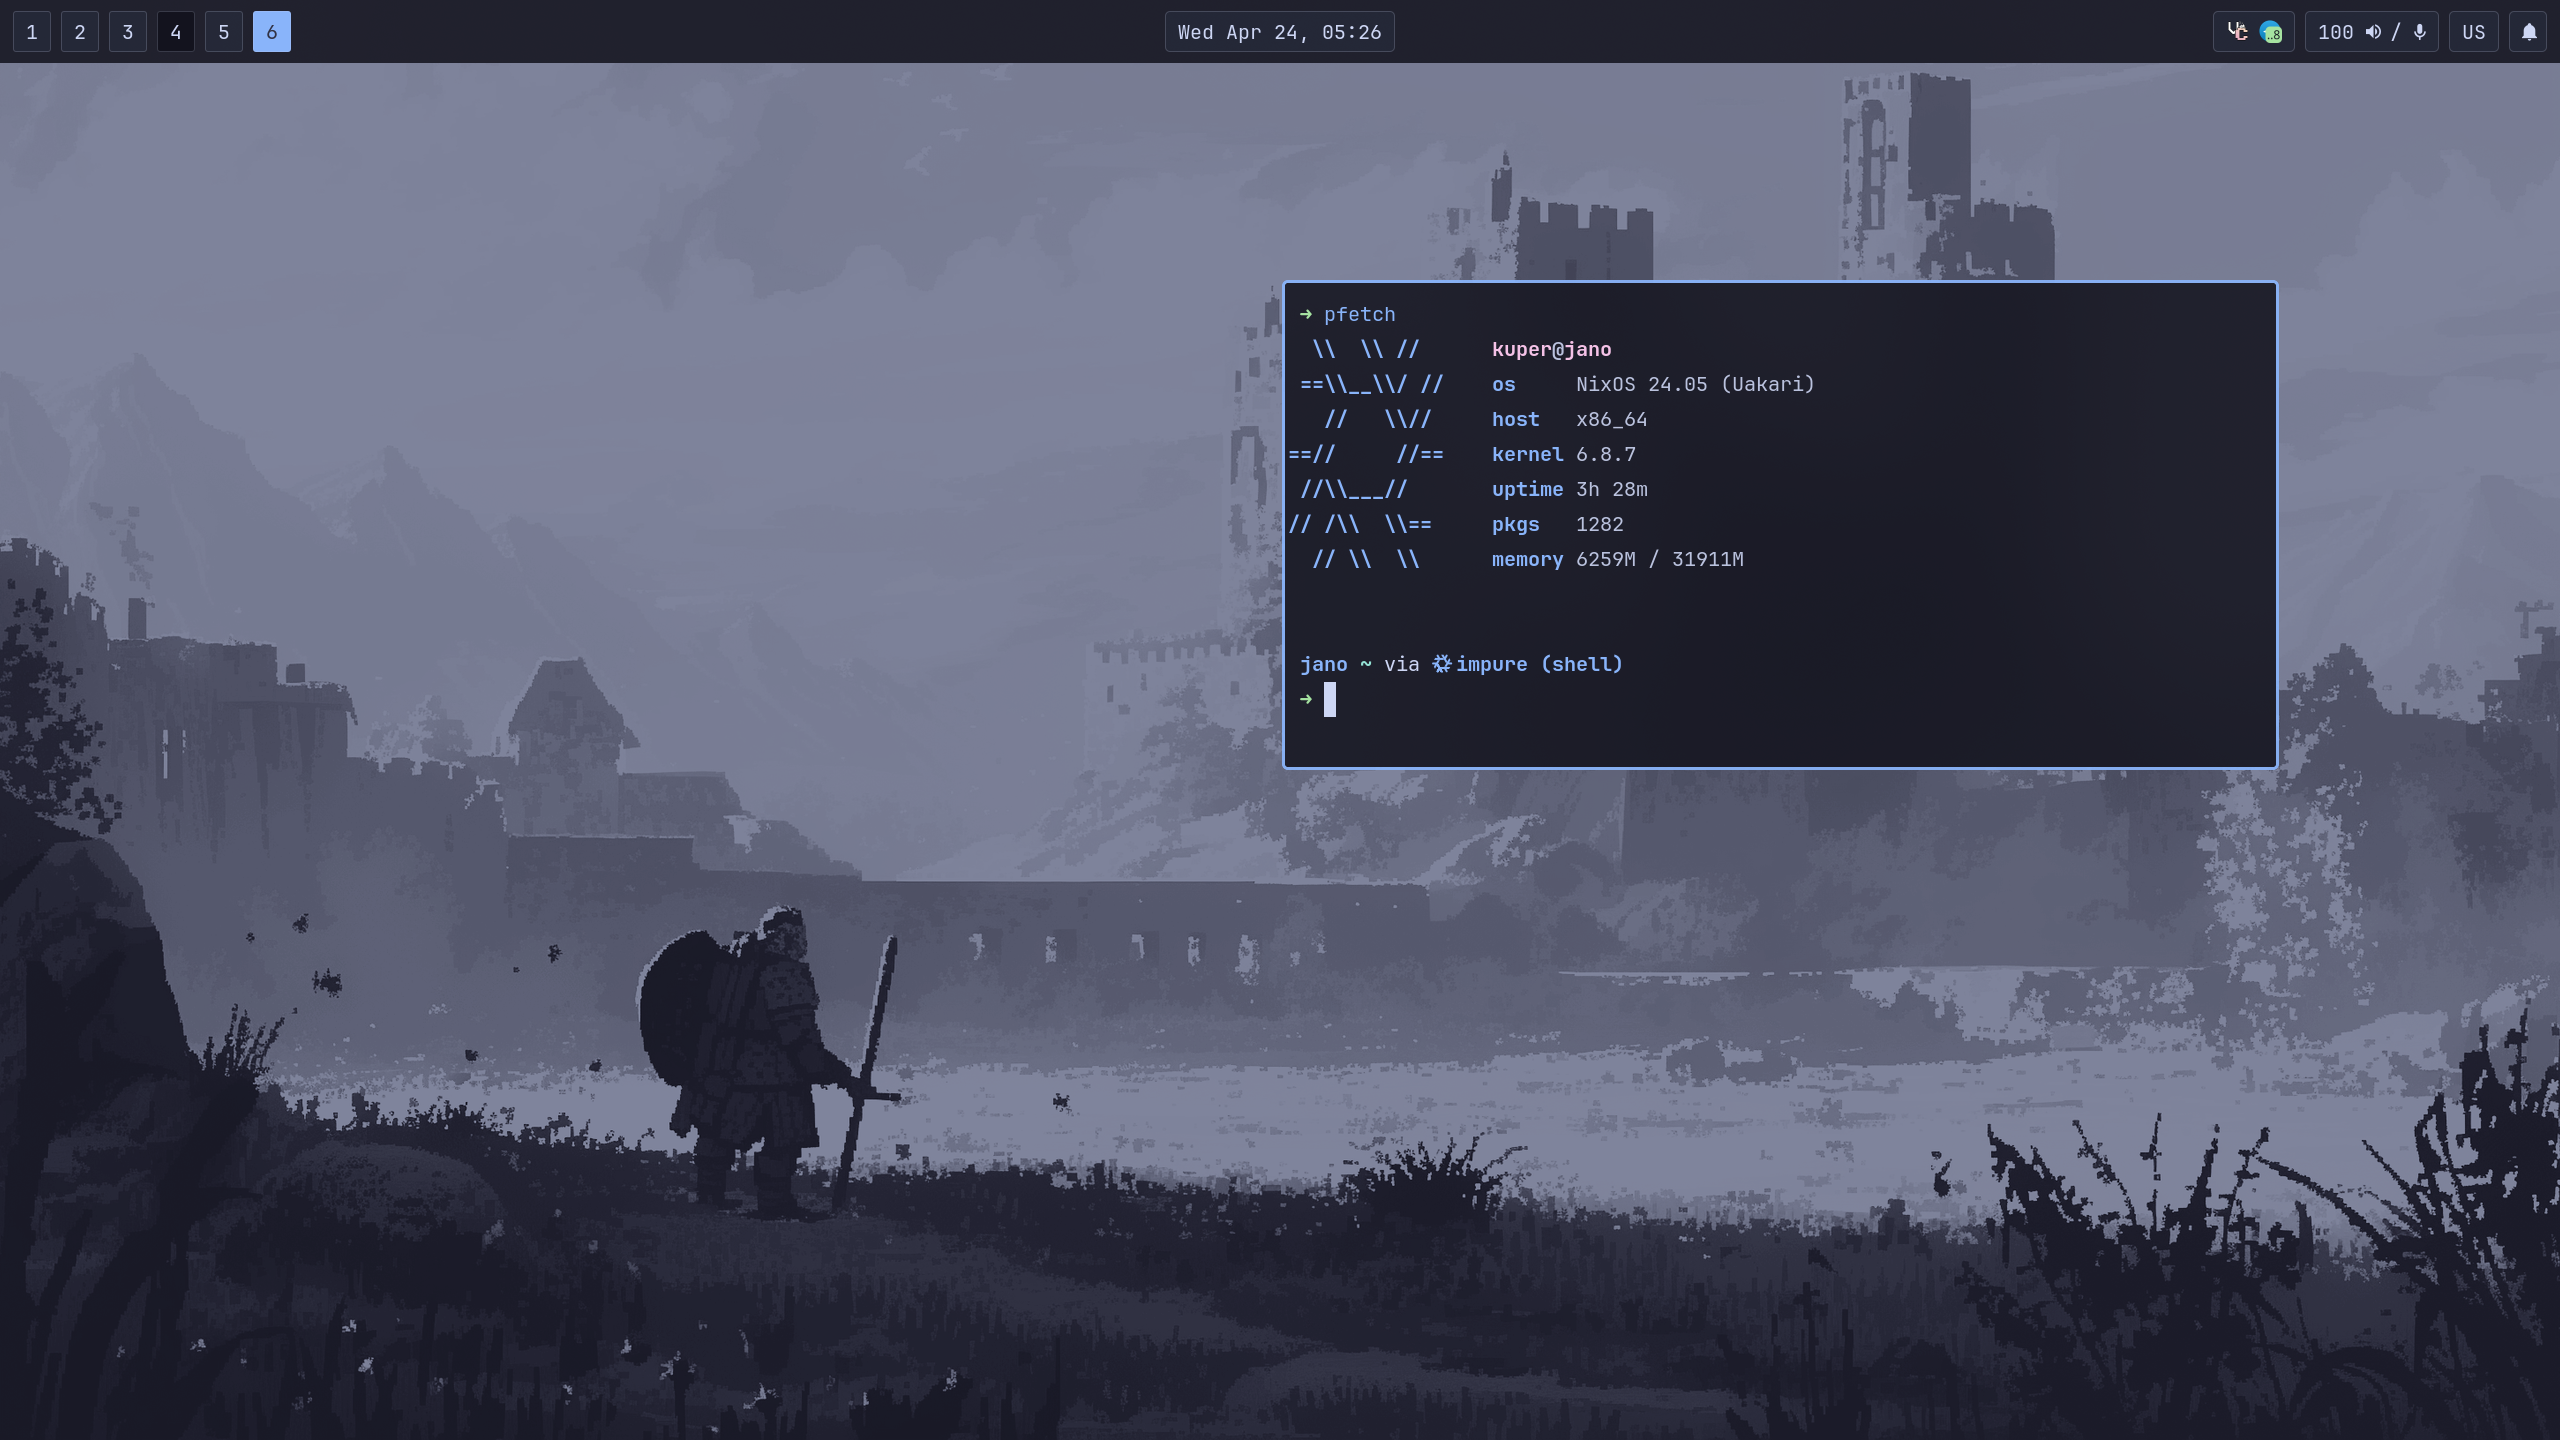 1 2 3 4 5 6
Wed Apr 24, 05:26
..8 100 / US
➜ pfetch
  \\  \\ //      kuper@jano
 ==\\__\\/ //    os     NixOS 24.05 (Uakari)
   //   \\//     host   x86_64
==//     //==    kernel 6.8.7
 //\\___//       uptime 3h 28m
// /\\  \\==     pkgs   1282
  // \\  \\      memory 6259M / 31911M
jano ~ via impure (shell)
➜